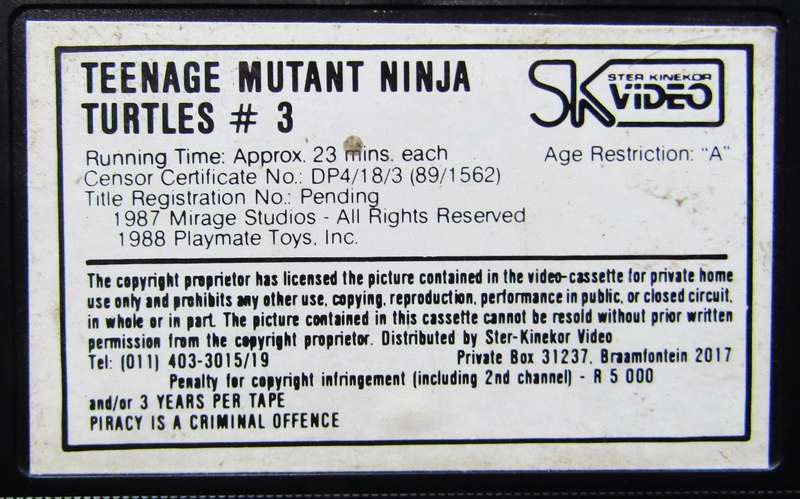 TEENAGE MUTANT NINJA
TURTLES # 3
SK STER KINEKOR
VIDEO
Running Time: Approx. 23 mins. each
Age Restriction: "A"
Censor Certificate No.: DP4/18/3 (89/1562)
Title Registration No.: Pending
1987 Mirage Studios - All Rights Reserved
1988 Playmate Toys, Inc.
The copyright proprietor has licensed the picture contained in the video-cassette for private home
use only and prohibits any other use, copying, reproduction, performance in public, or closed circuit,
in whole or in part. The picture contained in this cassette cannot be resold without prior written
permission from the copyright proprietor. Distributed by Ster-Kinekor Video
Tel: (011) 403-3015/19 Private Box 31237, Braamfontein 2017
Penalty for copyright infringement (including 2nd channel) - R 5 000
and/or 3 YEARS PER TAPE
PIRACY IS A CRIMINAL OFFENCE